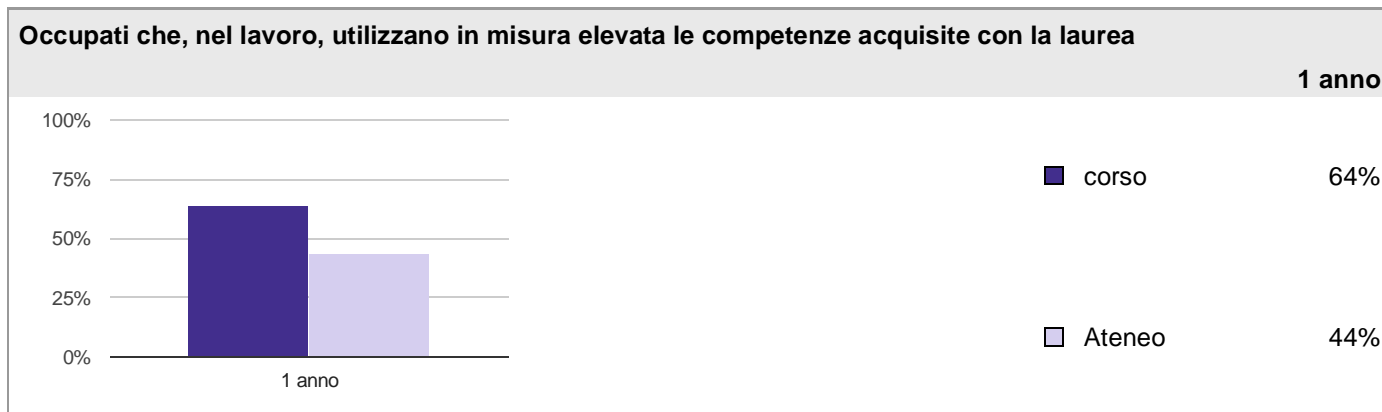 Occupati che, nel lavoro, utilizzano in misura elevata le competenze acquisite con la laurea
1 anno
100%
75%
50%
25%
0%
1 anno
corso 64%
Ateneo 44%